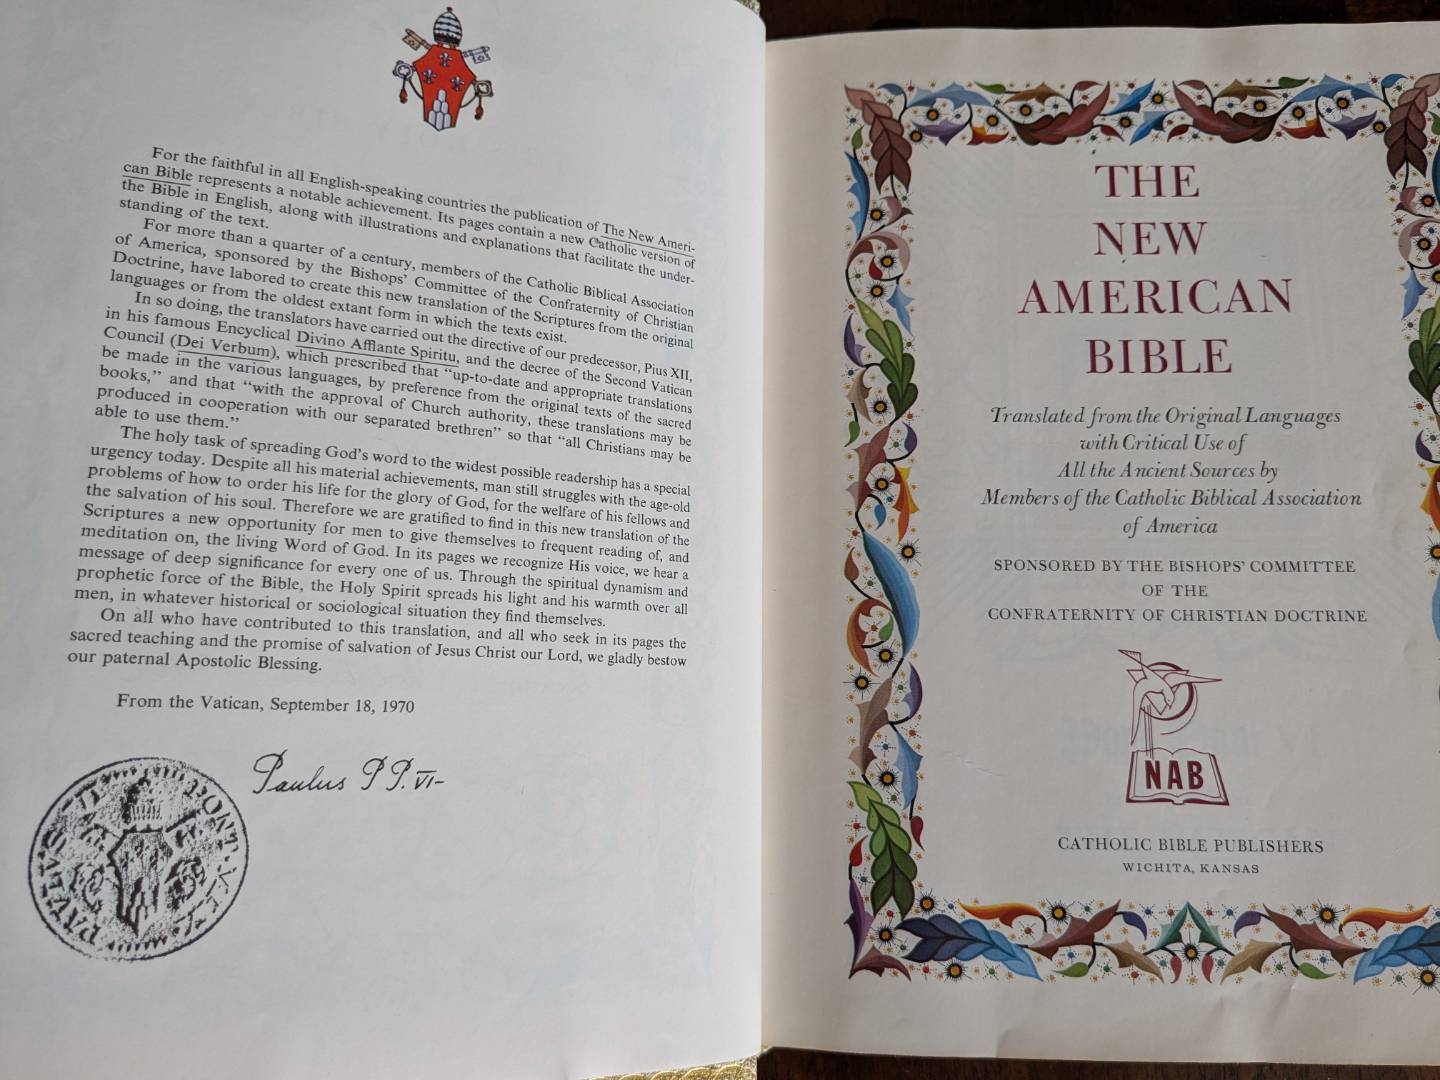 For the faithful in all English-speaking countries the publication of The New Ameri-
can Bible represents a notable achievement. Its pages contain a new Catholic version of
the Bible in English, along with illustrations and explanations that facilitate the under-
standing of the text.
For more than a quarter of a century, members of the Catholic Biblical Association
of America, sponsored by the Bishops' Committee of the Confraternity of Christian
Doctrine, have labored to create this new translation of the Scriptures from the original
languages or from the oldest extant form in which the texts exist.
In so doing, the translators have carried out the directive of our predecessor, Pius XII,
in his famous Encyclical Divino Afflante Spiritu, and the decree of the Second Vatican
Council (Dei Verbum), which prescribed that "up-to-date and appropriate translations
be made in the various languages, by preference from the original texts of the sacred
books," and that "with the approval of Church authority, these translations may be
produced in cooperation with our separated brethren" so that "all Christians may be
able to use them."
The holy task of spreading God's word to the widest possible readership has a special
urgency today. Despite all his material achievements, man still struggles with the age-old
problems of how to order his life for the glory of God, for the welfare of his fellows and
the salvation of his soul. Therefore we are gratified to find in this new translation of the
Scriptures a new opportunity for men to give themselves to frequent reading of, and
meditation on, the living Word of God. In its pages we recognize His voice, we hear a
message of deep significance for every one of us. Through the spiritual dynamism and
prophetic force of the Bible, the Holy Spirit spreads his light and his warmth over all
men, in whatever historical or sociological situation they find themselves.
On all who have contributed to this translation, and all who seek in its pages the
sacred teaching and the promise of salvation of Jesus Christ our Lord, we gladly bestow
our paternal Apostolic Blessing.
From the Vatican, September 18, 1970
Paulus P P. VI-
PAVLVS VI PONT.
THE
NEW
AMERICAN
BIBLE
Translated from the Original Languages
with Critical Use of
All the Ancient Sources by
Members of the Catholic Biblical Association
of America
SPONSORED BY THE BISHOPS' COMMITTEE
OF THE
CONFRATERNITY OF CHRISTIAN DOCTRINE
NAB
CATHOLIC BIBLE PUBLISHERS
WICHITA, KANSAS